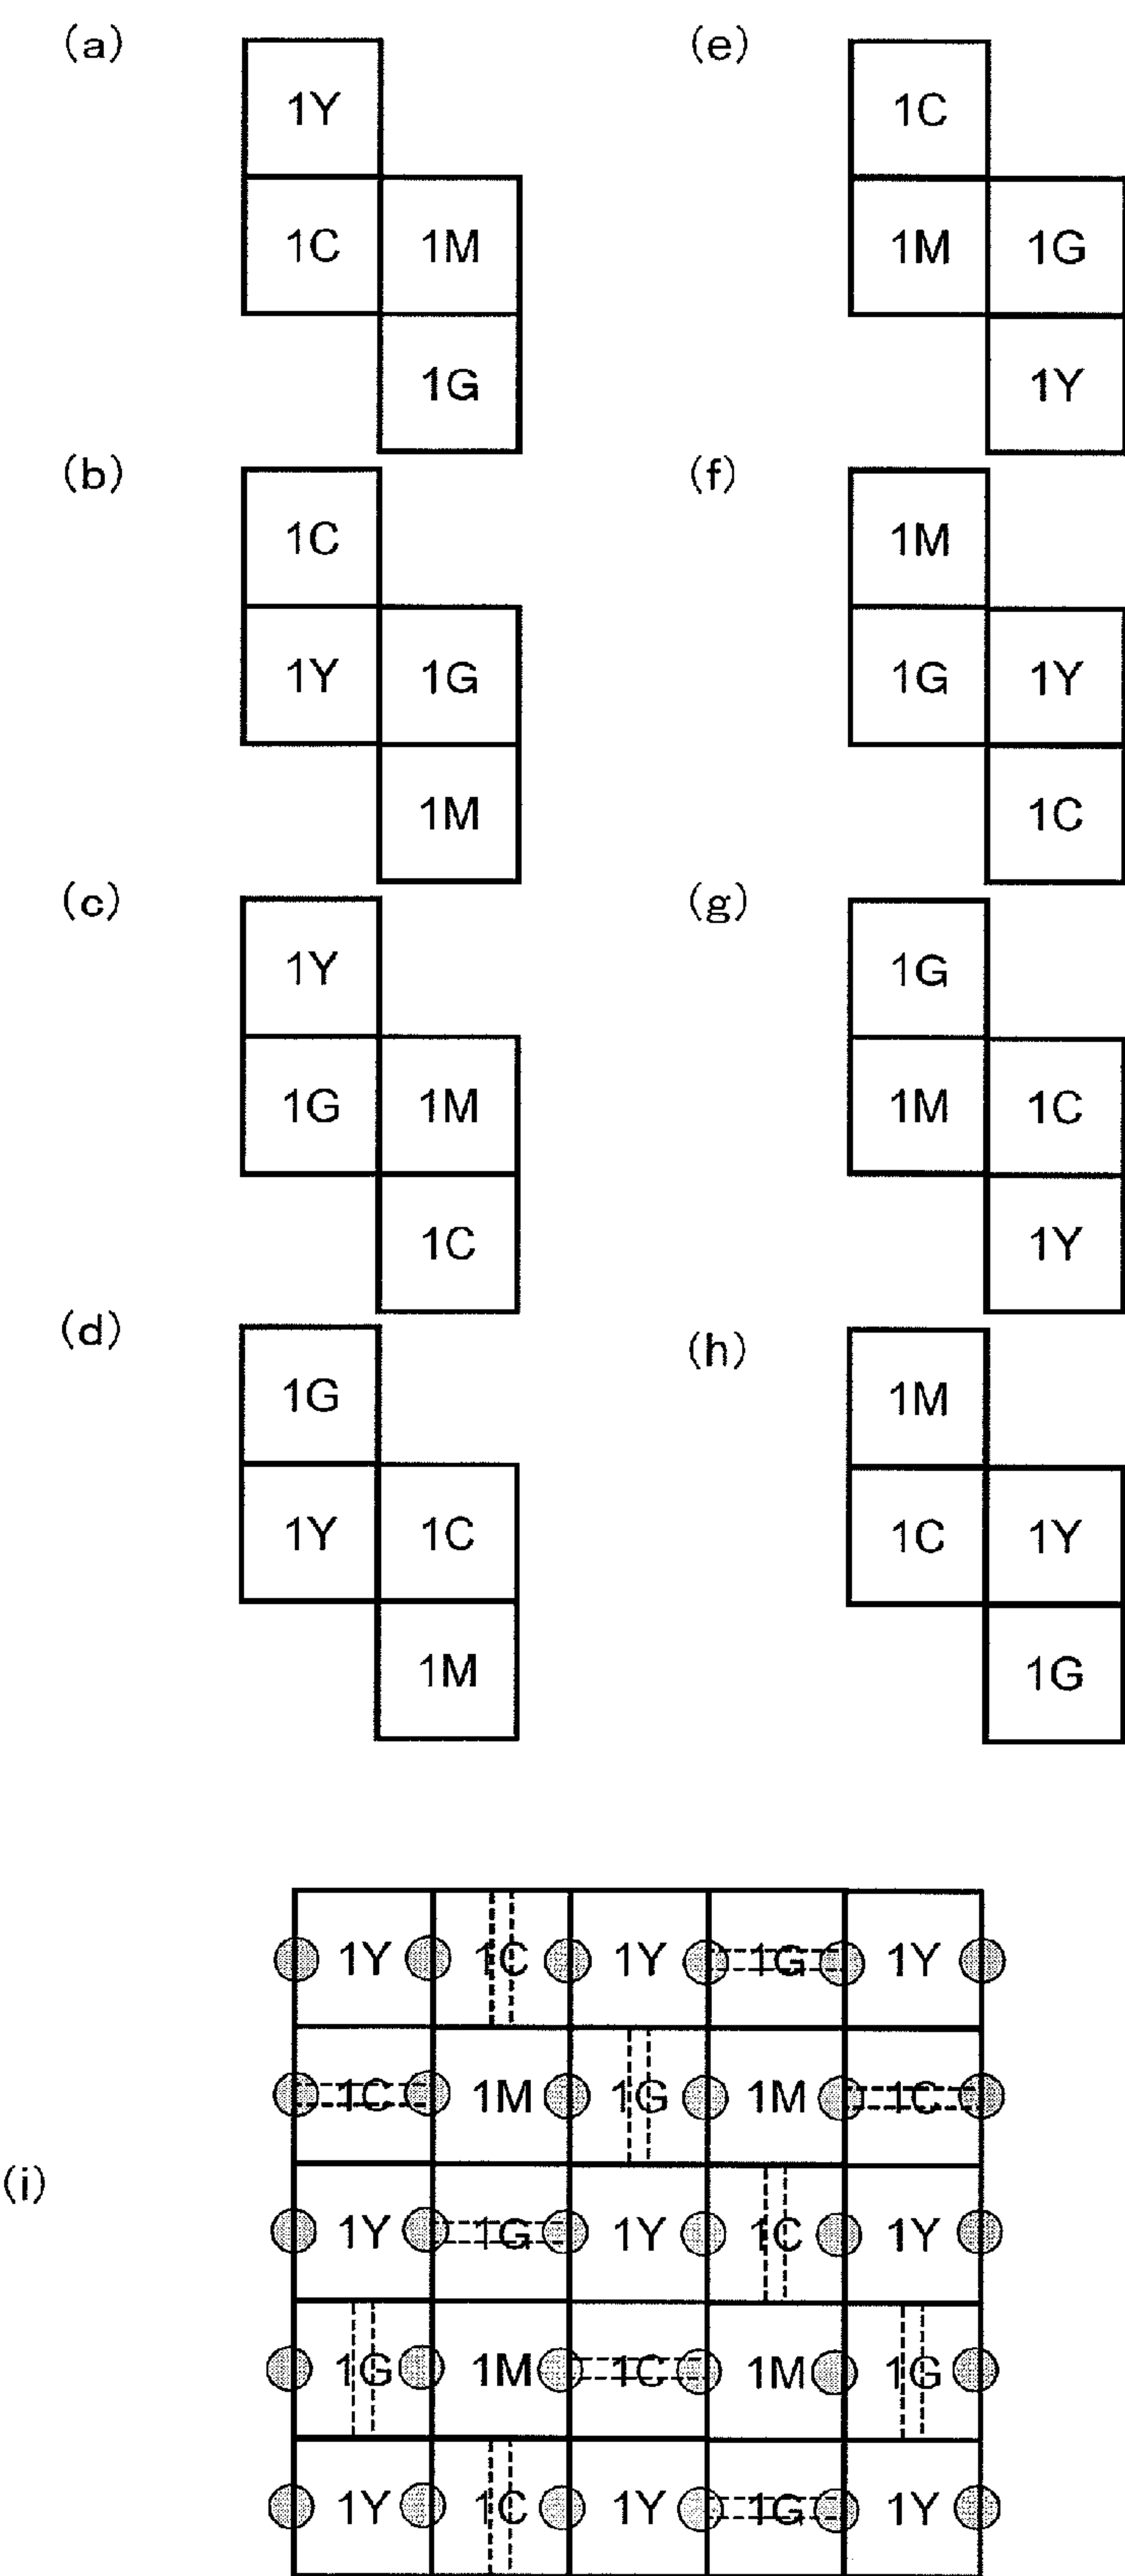 (a)
1Y
1C 1M
1G
(b)
1C
1Y 1G
1M
(c)
1Y
1G 1M
1C
(d)
1G
1Y 1C
1M
(e)
1C
1M 1G
1Y
(f)
1M
1G 1Y
1C
(g)
1G
1M 1C
1Y
(h)
1M
1C 1Y
1G
(i)
1Y 1C 1Y 1G 1Y
1C 1M 1G 1M 1C
1Y 1G 1Y 1C 1Y
1G 1M 1C 1M 1G
1Y 1C 1Y 1G 1Y